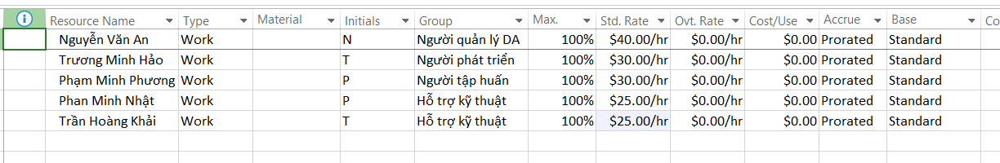 Resource Name Type Material Initials Group Max. Std. Rate Ovt. Rate Cost/Use Accrue Base Co
Nguyễn Văn An Work N Người quản lý DA 100% $40.00/hr $0.00/hr $0.00 Prorated Standard
Trương Minh Hảo Work T Người phát triển 100% $30.00/hr $0.00/hr $0.00 Prorated Standard
Phạm Minh Phương Work P Người tập huấn 100% $30.00/hr $0.00/hr $0.00 Prorated Standard
Phan Minh Nhật Work P Hỗ trợ kỹ thuật 100% $25.00/hr $0.00/hr $0.00 Prorated Standard
Trần Hoàng Khải Work T Hỗ trợ kỹ thuật 100% $25.00/hr $0.00/hr $0.00 Prorated Standard